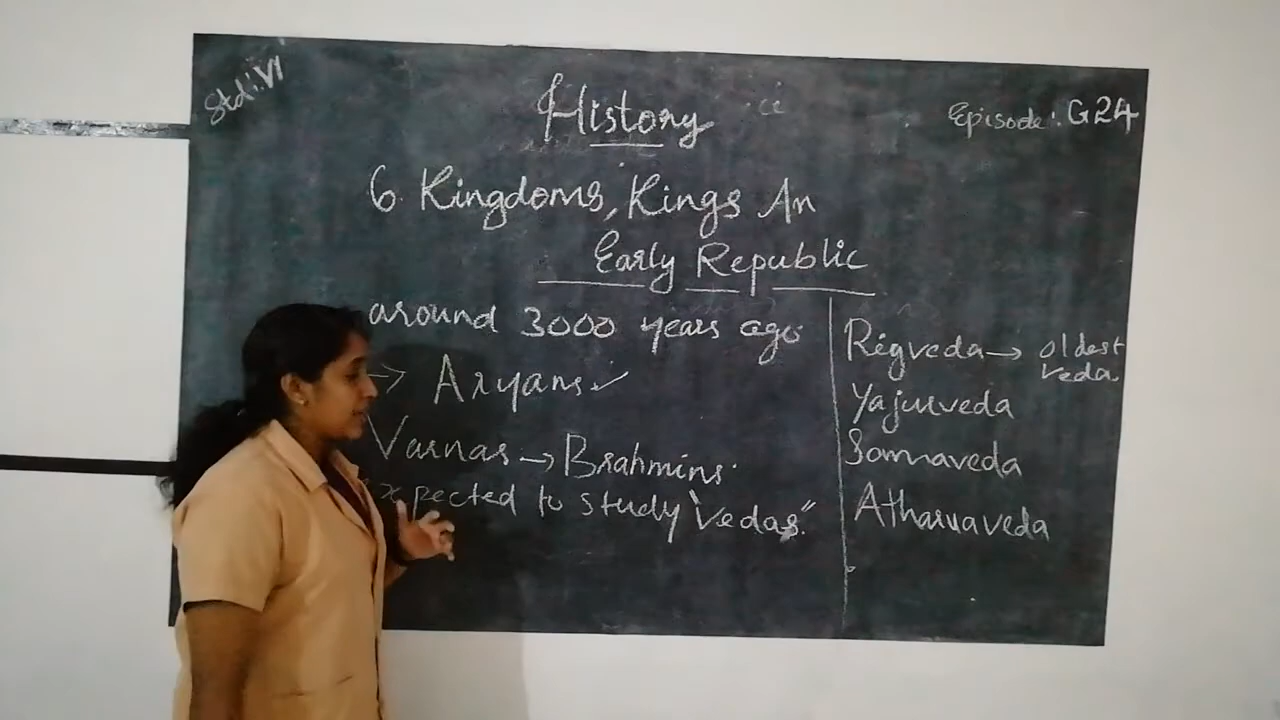 Std: VI
History
Episode: G24
6. Kingdoms, Kings An
Early Republic
around 3000 years ago
→ Aryans ✓
Varnas → Brahmins
xpected to study "Vedas."
Rigveda → oldest
veda
Yajurveda
Samaveda
Atharvaveda